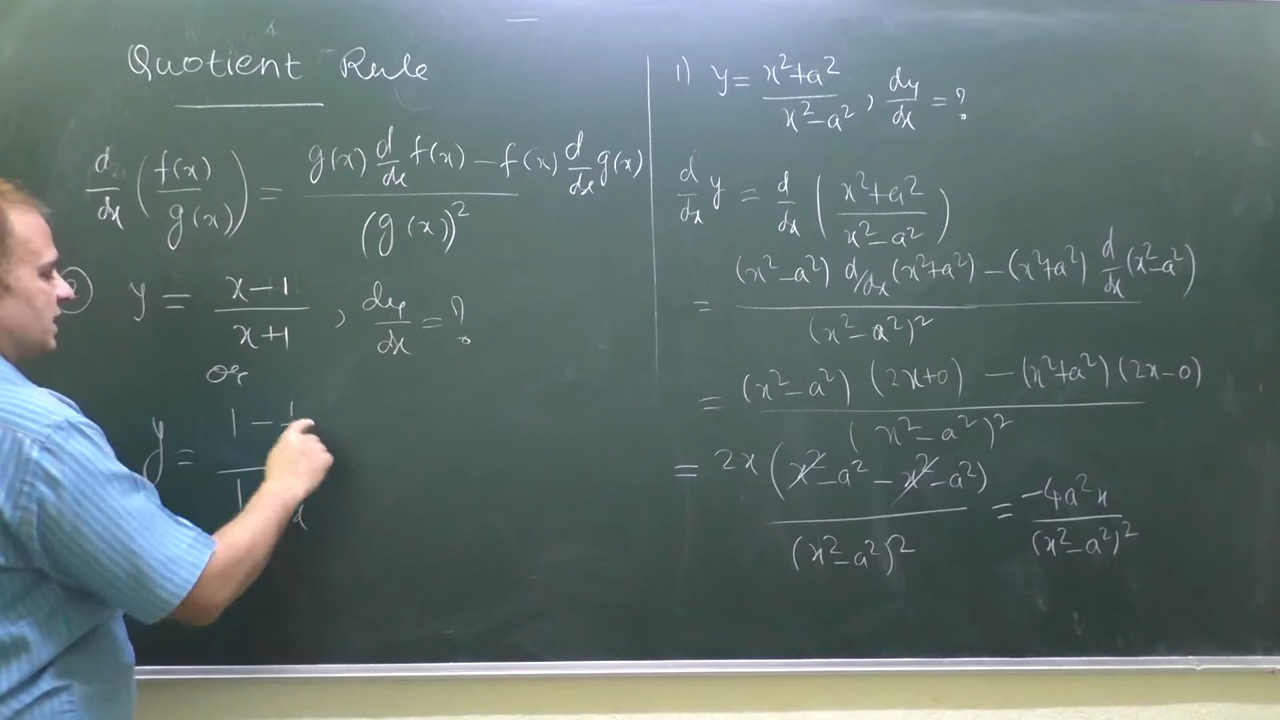 Quotient Rule
d/dx (f(x)/g(x)) = (g(x) d/dx f(x) – f(x) d/dx g(x))/(g(x))²
y = (x–1)/(x+1), dy/dx = ?
or
y = 1 –
1) y = (x²+a²)/(x²–a²), dy/dx = ?
d/dx y = d/dx ((x²+a²)/(x²–a²))
= ((x²–a²) d/dx (x²+a²) – (x²+a²) d/dx (x²–a²))/(x²–a²)²
= ((x²–a²) (2x+0) – (x²+a²) (2x–0))/(x²–a²)²
= 2x (x²–a² – x²–a²)/(x²–a²)² = –4a²x/(x²–a²)²